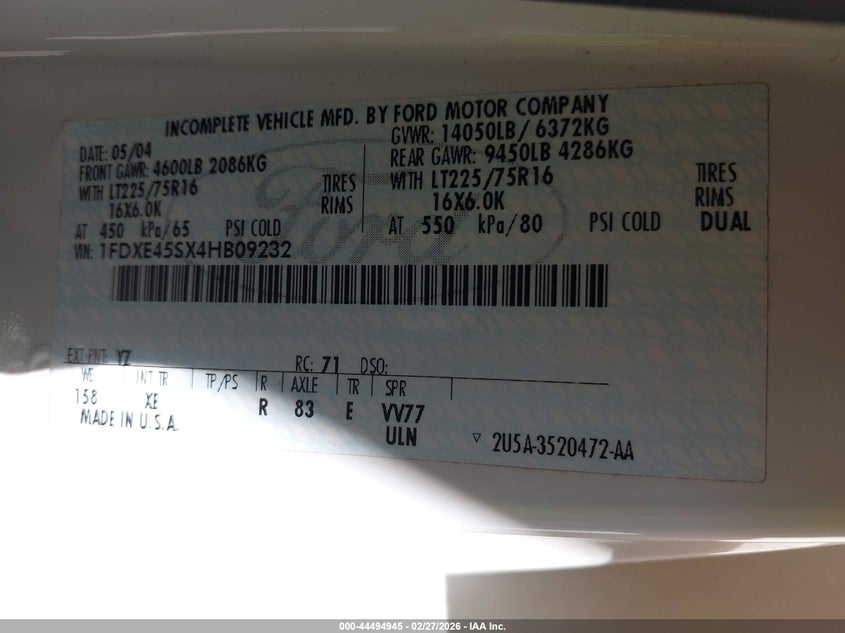 INCOMPLETE VEHICLE MFD. BY FORD MOTOR COMPANY
DATE: 05/04 GVWR: 14050LB/ 6372KG
FRONT GAWR: 4600LB 2086KG REAR GAWR: 9450LB 4286KG
WITH LT225/75R16 TIRES WITH LT225/75R16 TIRES
16X6.0K RIMS 16X6.0K RIMS
AT 450 kPa/65 PSI COLD AT 550 kPa/80 PSI COLD DUAL
VIN: 1FDXE45SX4HB09232
Ford
EXT PNT: YZ RC: 71 DSO:
WB INT TR TP/PS R AXLE TR SPR
158 XE R 83 E VV77
MADE IN U.S.A. ULN 2U5A-3520472-AA
000-44494945 - 02/27/2026 - IAA Inc.